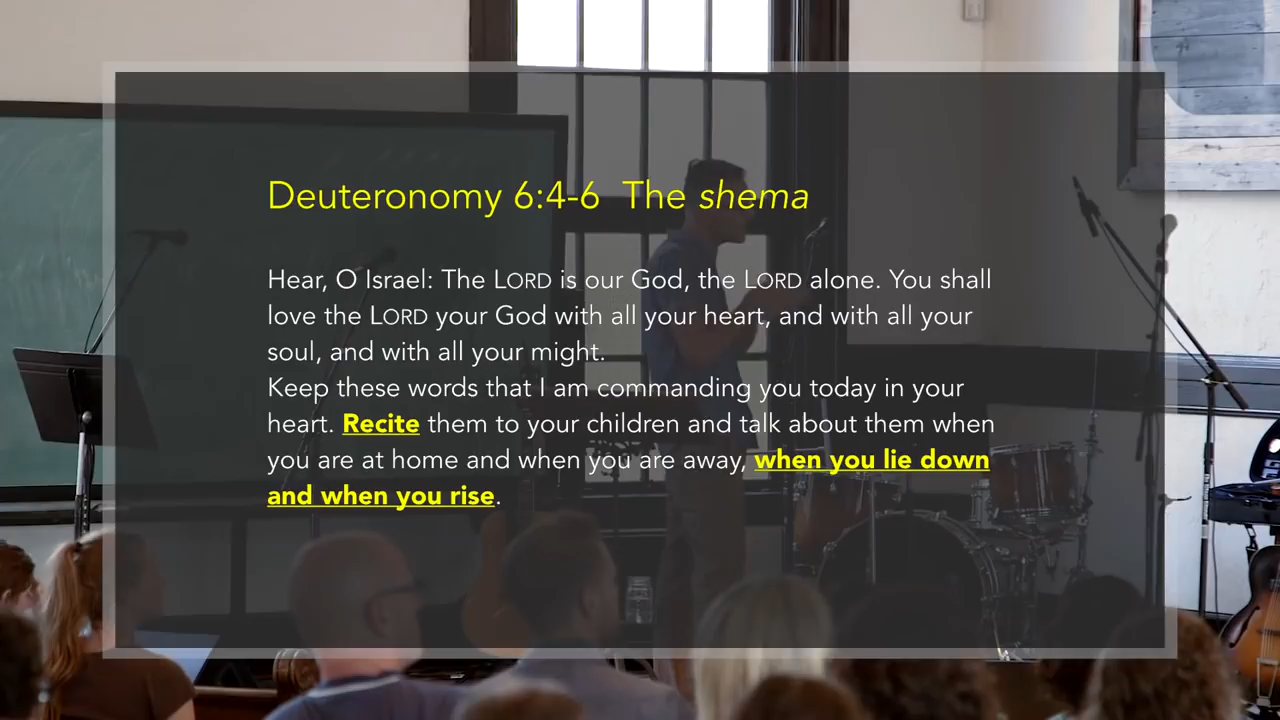 Deuteronomy 6:4-6 The shema
Hear, O Israel: The LORD is our God, the LORD alone. You shall
love the LORD your God with all your heart, and with all your
soul, and with all your might.
Keep these words that I am commanding you today in your
heart. Recite them to your children and talk about them when
you are at home and when you are away, when you lie down
and when you rise.